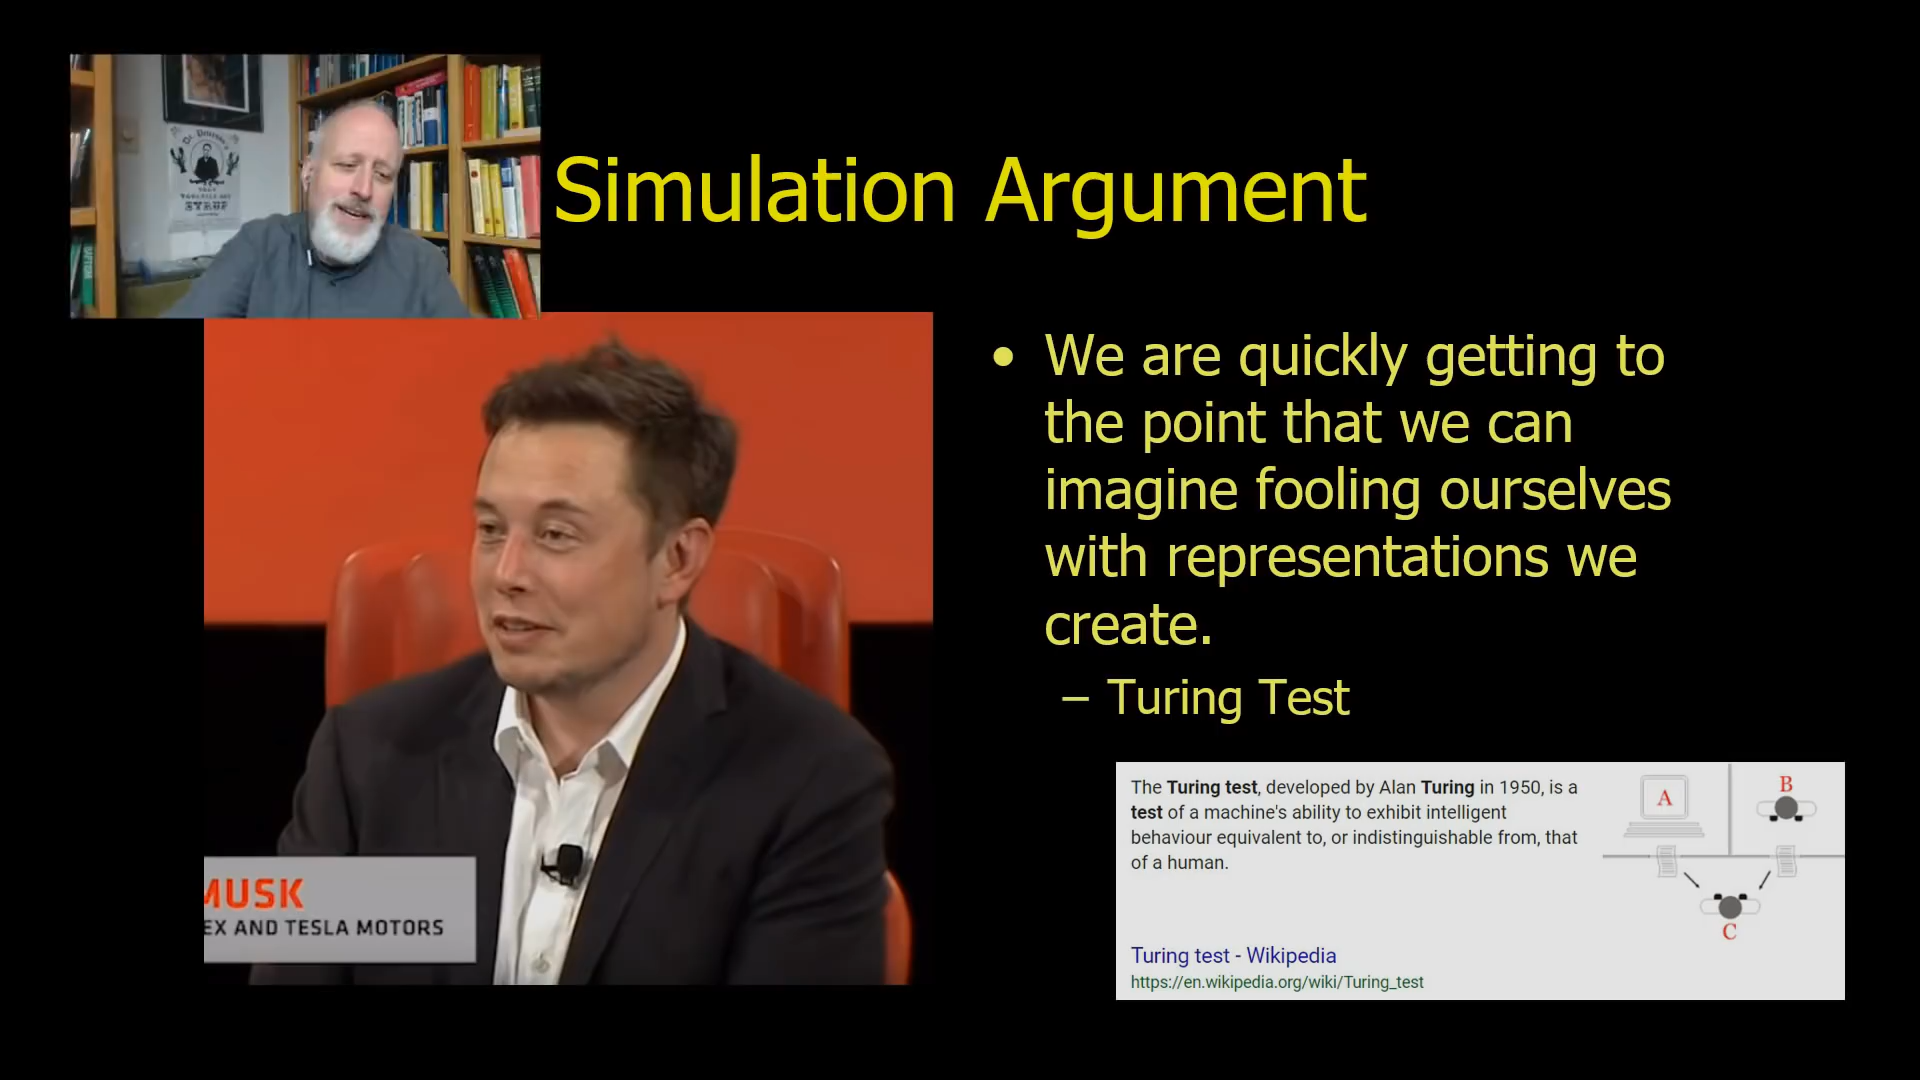 Simulation Argument
• We are quickly getting to
the point that we can
imagine fooling ourselves
with representations we
create.
– Turing Test
MUSK
EX AND TESLA MOTORS
The Turing test, developed by Alan Turing in 1950, is a
test of a machine's ability to exhibit intelligent
behaviour equivalent to, or indistinguishable from, that
of a human.
Turing test - Wikipedia
https://en.wikipedia.org/wiki/Turing_test
A
B
C
SYRUP